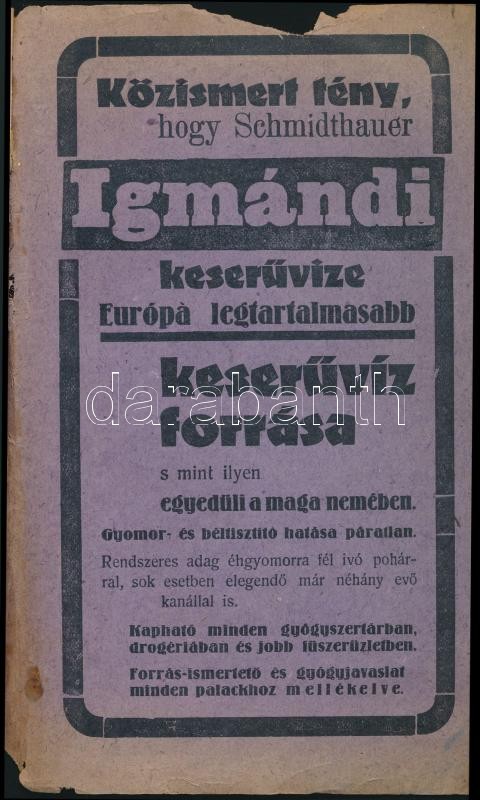 Közismert tény,
hogy Schmidthauer
Igmándi
keserűvize
Európà legtartalmasabb
keserűvíz
forrása
darabanth
s mint ilyen
egyedüli a maga nemében.
Gyomor- és béltisztító hatása páratlan.
Rendszeres adag éhgyomorra fél ivó pohár-
ral, sok esetben elegendő már néhány evő
kanállal is.
Kapható minden gyógyszertárban,
drogériában és jobb fűszerüzletben.
Forrás-ismertető és gyógyjavaslat
minden palackhoz mellékelve.